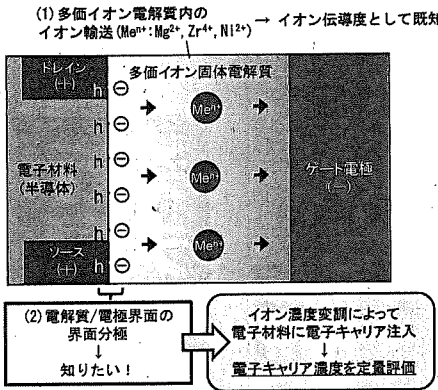 (1)多価イオン電解質内の
イオン輸送(Meⁿ⁺:Mg²⁺,Zr⁴⁺,Ni²⁺) → イオン伝導度として既知
ドレイン
(+)
多価イオン固体電解質
h ⊖
→ Meⁿ⁺ →
h ⊖
h ⊖
電子材料
(半導体)
→ Meⁿ⁺ →
ゲート電極
(−)
h ⊖
h ⊖
ソース
(+)
→ Meⁿ⁺ →
h ⊖
(2)電解質/電極界面の
界面分極
↓
知りたい!
イオン濃度変調によって
電子材料に電子キャリア注入
↓
電子キャリア濃度を定量評価